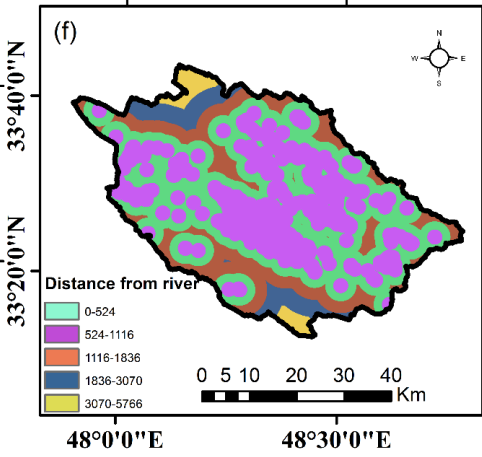 (f)
N
W E
S
33°40'0"N
33°20'0"N
Distance from river
0-524
524-1116
1116-1836
1836-3070
3070-5766
0 5 10 20 30 40
Km
48°0'0"E 48°30'0"E